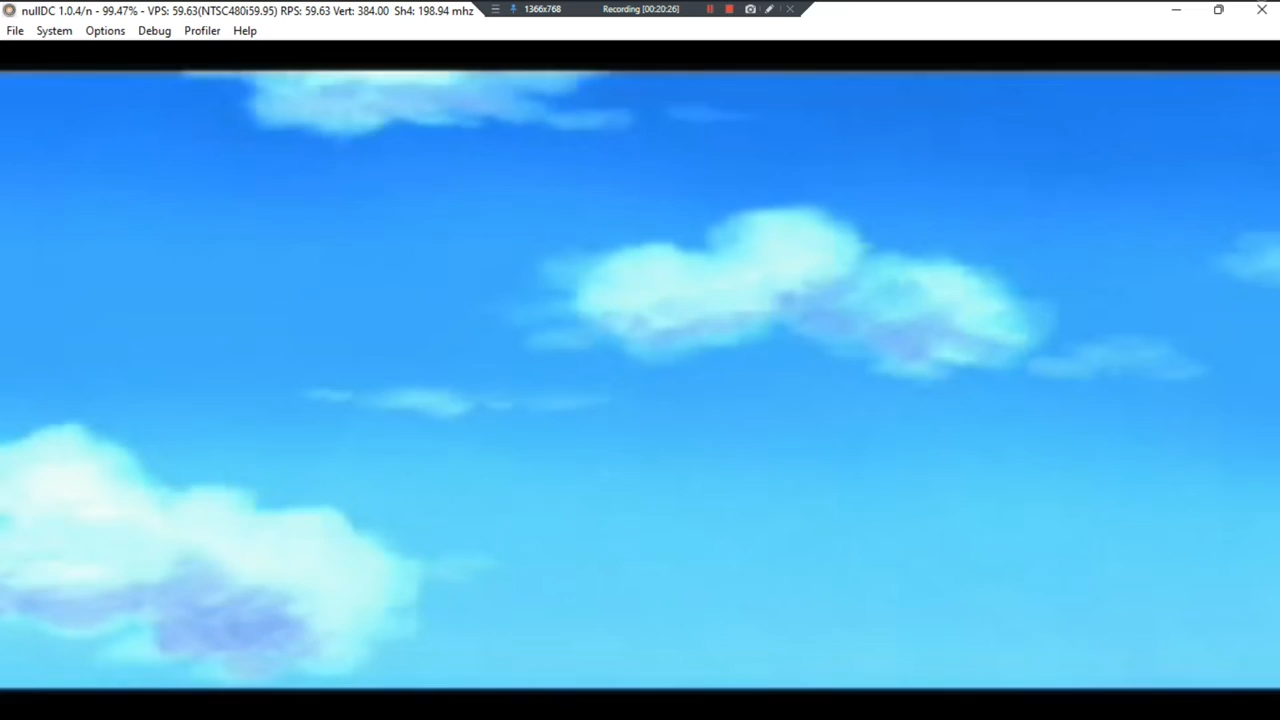 nullDC 1.0.4/n - 99.47% - VPS: 59.63(NTSC480i59.95) RPS: 59.63 Vert: 384.00 Sh4: 198.94 mhz
1366x768
Recording [00:20:26]
File System Options Debug Profiler Help